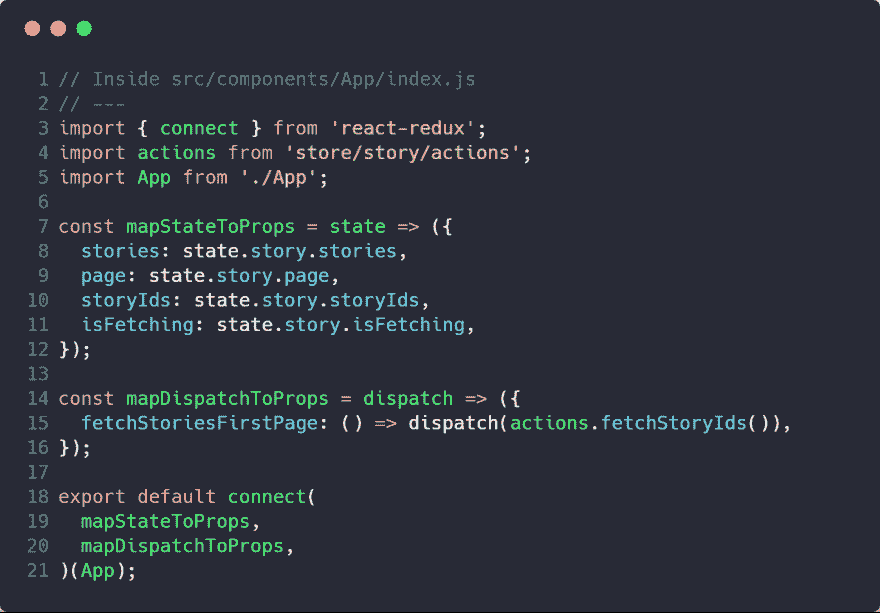 1 // Inside src/components/App/index.js
2 // ---
3 import { connect } from 'react-redux';
4 import actions from 'store/story/actions';
5 import App from './App';
6
7 const mapStateToProps = state => ({
8   stories: state.story.stories,
9   page: state.story.page,
10   storyIds: state.story.storyIds,
11   isFetching: state.story.isFetching,
12 });
13
14 const mapDispatchToProps = dispatch => ({
15   fetchStoriesFirstPage: () => dispatch(actions.fetchStoryIds()),
16 });
17
18 export default connect(
19   mapStateToProps,
20   mapDispatchToProps,
21 )(App);